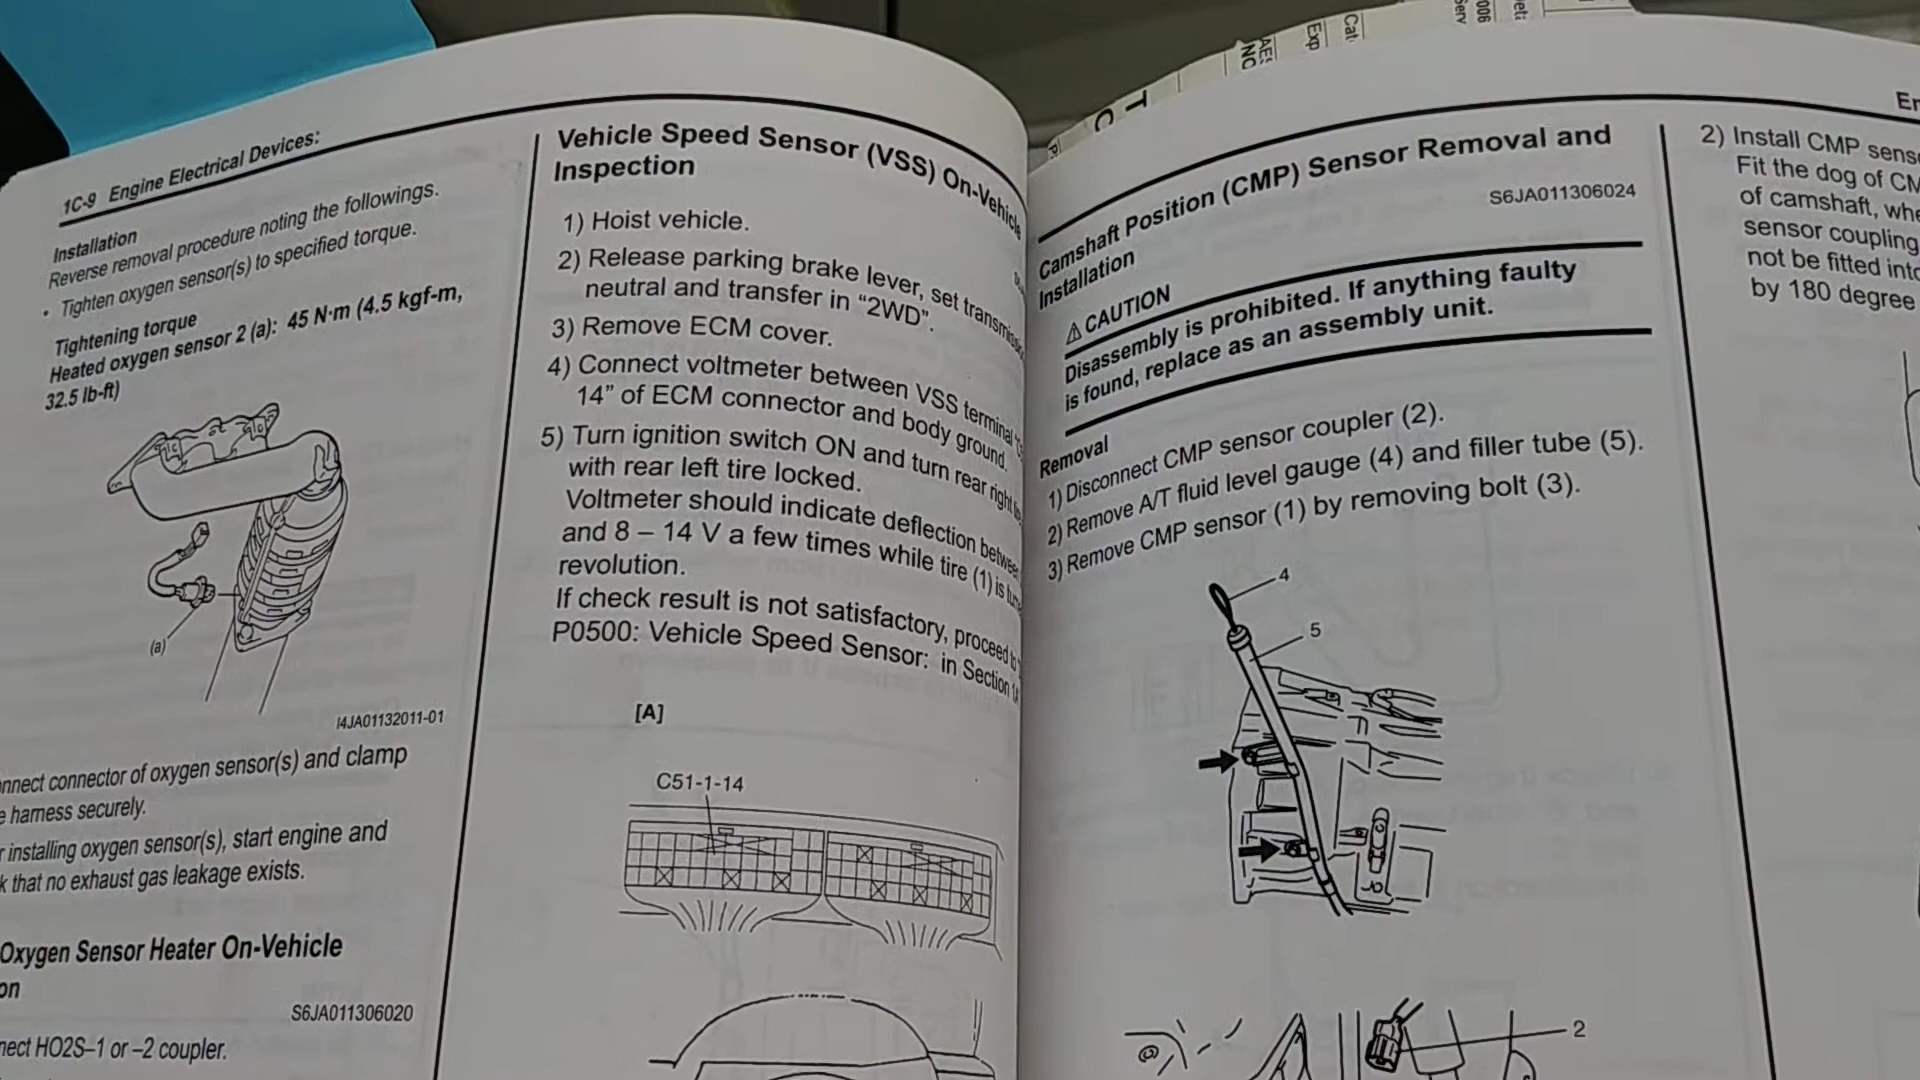 1C-9 Engine Electrical Devices:
Installation
Reverse removal procedure noting the followings.
• Tighten oxygen sensor(s) to specified torque.
Tightening torque
Heated oxygen sensor 2 (a): 45 N·m (4.5 kgf-m,
32.5 lb-ft)
(a)
I4JA01132011-01
nnect connector of oxygen sensor(s) and clamp
e harness securely.
r installing oxygen sensor(s), start engine and
k that no exhaust gas leakage exists.
Oxygen Sensor Heater On-Vehicle
on
S6JA011306020
nect HO2S–1 or –2 coupler.
Vehicle Speed Sensor (VSS) On-Vehicle
Inspection
1) Hoist vehicle.
2) Release parking brake lever, set transmissi
neutral and transfer in “2WD”.
3) Remove ECM cover.
4) Connect voltmeter between VSS terminal
14” of ECM connector and body ground.
5) Turn ignition switch ON and turn rear right
with rear left tire locked.
Voltmeter should indicate deflection betwee
and 8 – 14 V a few times while tire (1) is
revolution.
If check result is not satisfactory, proceed
P0500: Vehicle Speed Sensor: in Section
[A]
C51-1-14
Camshaft Position (CMP) Sensor Removal and
Installation
S6JA011306024
⚠ CAUTION
Disassembly is prohibited. If anything faulty
is found, replace as an assembly unit.
Removal
1) Disconnect CMP sensor coupler (2).
2) Remove A/T fluid level gauge (4) and filler tube (5).
3) Remove CMP sensor (1) by removing bolt (3).
4
5
2
En
2) Install CMP senso
Fit the dog of CM
of camshaft, whe
sensor coupling
not be fitted into
by 180 degree
T C
NO
Exp
Cat
006
Serv